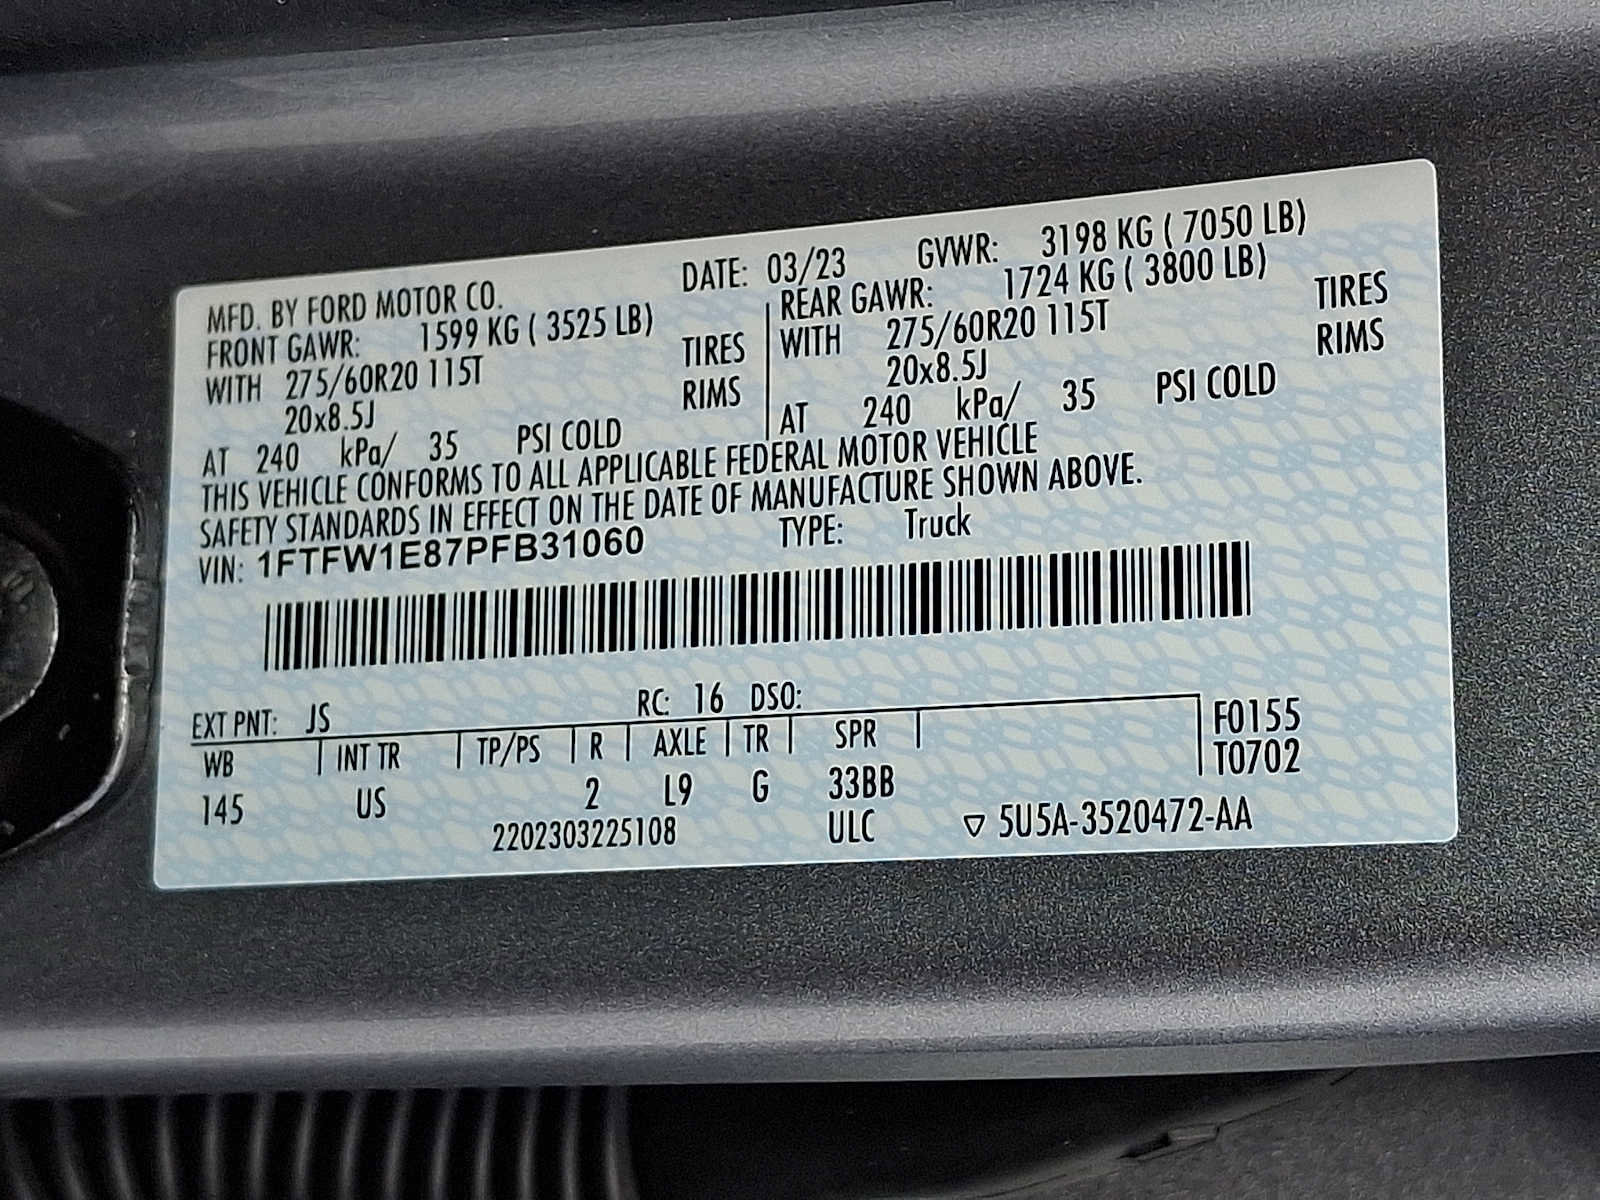 MFD. BY FORD MOTOR CO. DATE: 03/23 GVWR: 3198 KG ( 7050 LB)
FRONT GAWR: 1599 KG ( 3525 LB) REAR GAWR: 1724 KG ( 3800 LB)
WITH 275/60R20 115T TIRES WITH 275/60R20 115T TIRES
20x8.5J RIMS 20x8.5J RIMS
AT 240 kPa/ 35 PSI COLD AT 240 kPa/ 35 PSI COLD
THIS VEHICLE CONFORMS TO ALL APPLICABLE FEDERAL MOTOR VEHICLE
SAFETY STANDARDS IN EFFECT ON THE DATE OF MANUFACTURE SHOWN ABOVE.
VIN: 1FTFW1E87PFB31060 TYPE: Truck
EXT PNT: JS RC: 16 DSO: F0155
WB INT TR TP/PS R AXLE TR SPR T0702
145 US 2 L9 G 33BB
2202303225108 ULC ▽ 5U5A-3520472-AA